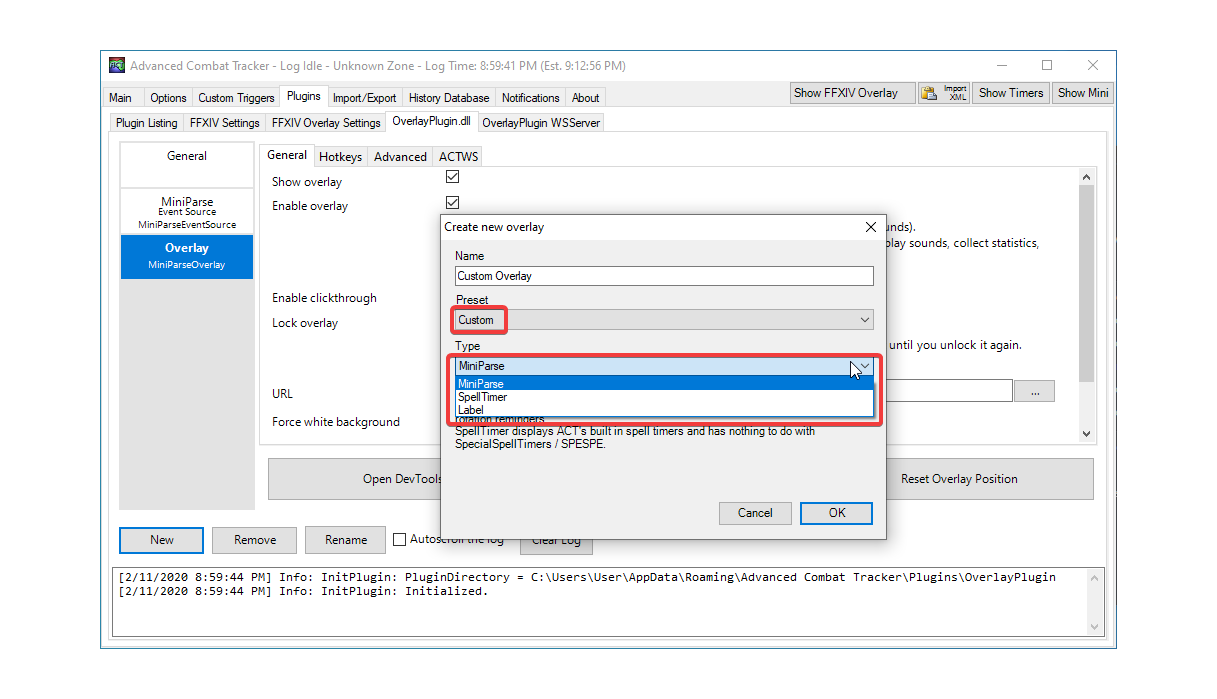 Advanced Combat Tracker - Log Idle - Unknown Zone - Log Time: 8:59:41 PM (Est. 9:12:56 PM)
Main Options Custom Triggers Plugins Import/Export History Database Notifications About
Show FFXIV Overlay Import XML Show Timers Show Mini
Plugin Listing FFXIV Settings FFXIV Overlay Settings OverlayPlugin.dll OverlayPlugin WSServer
General
MiniParse
Event Source
MiniParseEventSource
Overlay
MiniParseOverlay
General Hotkeys Advanced ACTWS
Show overlay
Enable overlay
unds).
lay sounds, collect statistics,
Enable clickthrough
Lock overlay
until you unlock it again.
URL
...
Force white background
Open DevTools
Reset Overlay Position
Create new overlay
Name
Custom Overlay
Preset
Custom
Type
MiniParse
MiniParse
SpellTimer
Label
rotation reminders.
SpellTimer displays ACT's built in spell timers and has nothing to do with
SpecialSpellTimers / SPESPE.
Cancel OK
New Remove Rename Autoscroll the log Clear Log
[2/11/2020 8:59:44 PM] Info: InitPlugin: PluginDirectory = C:\Users\User\AppData\Roaming\Advanced Combat Tracker\Plugins\OverlayPlugin
[2/11/2020 8:59:44 PM] Info: InitPlugin: Initialized.